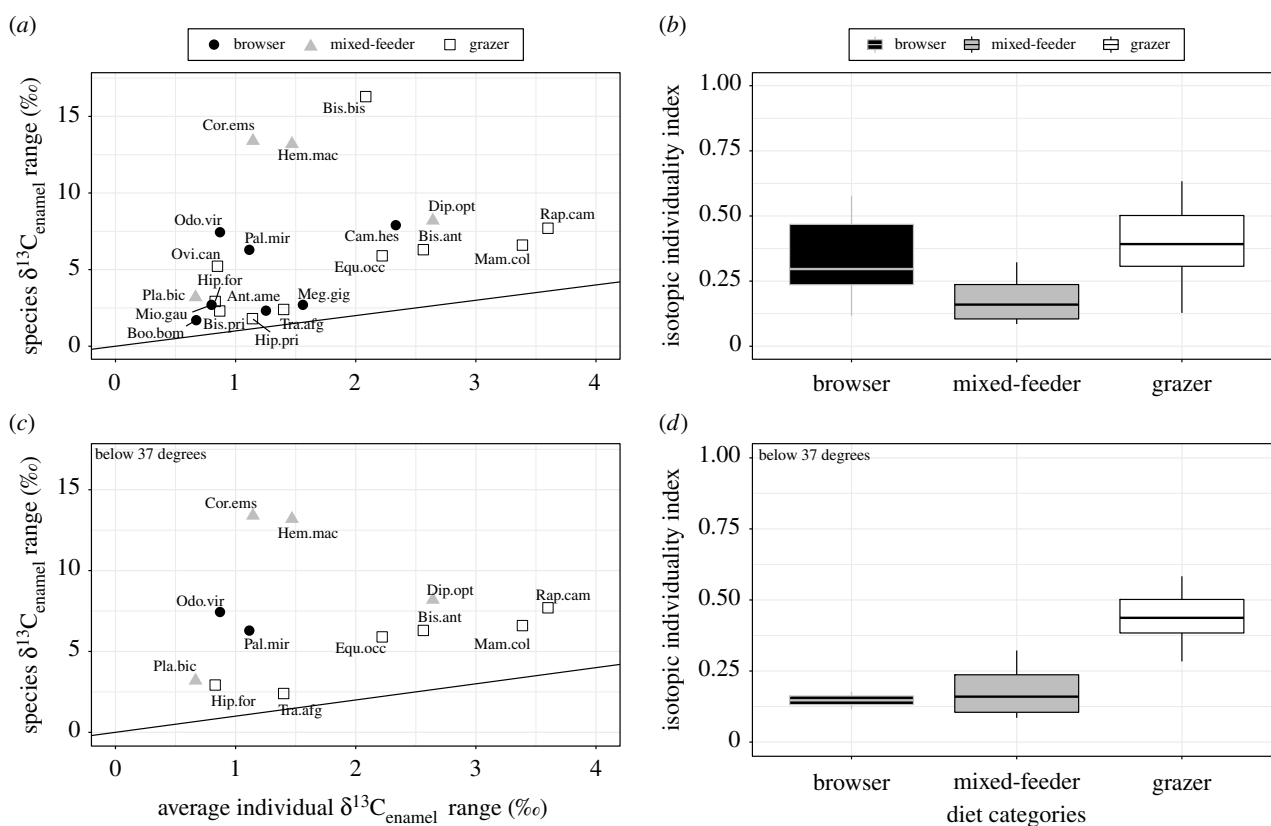 (a)
browser mixed-feeder grazer
species δ13Cenamel range (‰)
15
10
5
0
0 1 2 3 4
Bis.bis
Cor.ems
Hem.mac
Dip.opt
Rap.cam
Odo.vir
Pal.mir
Cam.hes
Bis.ant
Mam.col
Ovi.can
Equ.occ
Hip.for
Pla.bic
Ant.ame
Meg.gig
Mio.gau
Bis.pri
Tra.afg
Boo.bom
Hip.pri
(b)
browser mixed-feeder grazer
isotopic individuality index
1.00
0.75
0.50
0.25
0
browser mixed-feeder grazer
(c)
below 37 degrees
species δ13Cenamel range (‰)
15
10
5
0
Cor.ems
Hem.mac
Dip.opt
Rap.cam
Odo.vir
Bis.ant
Pal.mir
Equ.occ
Mam.col
Pla.bic
Hip.for
Tra.afg
0 1 2 3 4
average individual δ13Cenamel range (‰)
(d)
below 37 degrees
isotopic individuality index
1.00
0.75
0.50
0.25
0
browser mixed-feeder grazer
diet categories